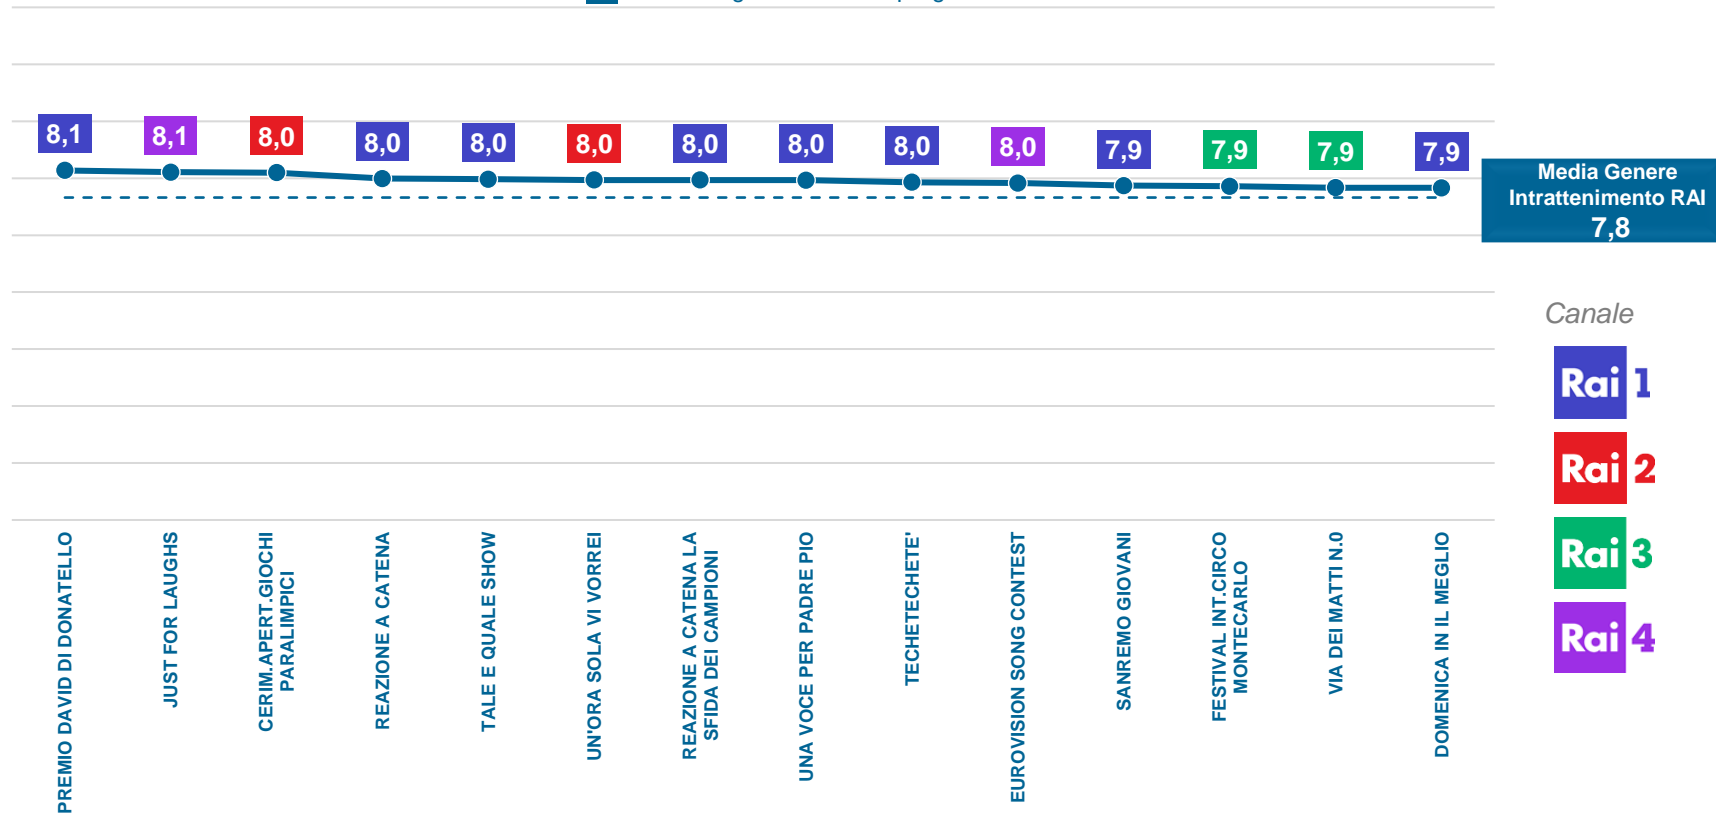 8,1
8,1
8,0
8,0
8,0
8,0
8,0
8,0
8,0
8,0
7,9
7,9
7,9
7,9
Media Genere
Intrattenimento RAI
7,8
Canale
Rai 1
Rai 2
Rai 3
Rai 4
PREMIO DAVID DI DONATELLO
JUST FOR LAUGHS
CERIM.APERT.GIOCHI
PARALIMPICI
REAZIONE A CATENA
TALE E QUALE SHOW
UN'ORA SOLA VI VORREI
REAZIONE A CATENA LA
SFIDA DEI CAMPIONI
UNA VOCE PER PADRE PIO
TECHETECHETE'
EUROVISION SONG CONTEST
SANREMO GIOVANI
FESTIVAL INT.CIRCO
MONTECARLO
VIA DEI MATTI N.0
DOMENICA IN IL MEGLIO